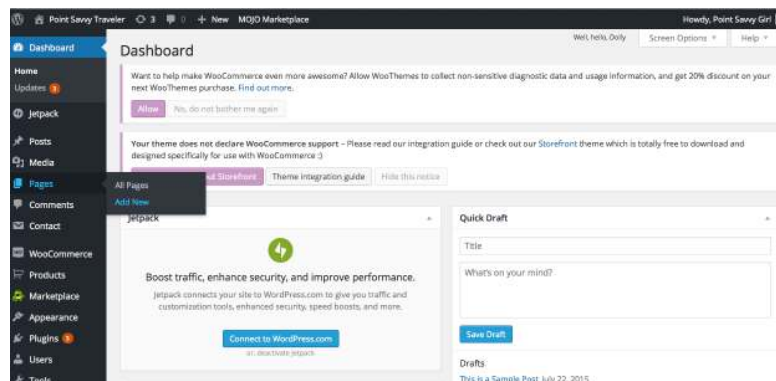 Point Savvy Traveler 3 0 + New MOJO Marketplace Howdy, Point Savvy Girl
Well, hello, Dolly Screen Options Help
Dashboard
Home
Updates 3
Jetpack
Posts
Media
Pages
All Pages
Add New
Comments
Contact
WooCommerce
Products
Marketplace
Appearance
Plugins 3
Users
Tools
Dashboard
Want to help make WooCommerce even more awesome? Allow WooThemes to collect non-sensitive diagnostic data and usage information, and get 20% discount on your
next WooThemes purchase. Find out more.
Allow No, do not bother me again
Your theme does not declare WooCommerce support – Please read our integration guide or check out our Storefront theme which is totally free to download and
designed specifically for use with WooCommerce :)
out Storefront Theme integration guide Hide this notice
Jetpack
Boost traffic, enhance security, and improve performance.
Jetpack connects your site to WordPress.com to give you traffic and
customization tools, enhanced security, speed boosts, and more.
Connect to WordPress.com
or, deactivate Jetpack
Quick Draft
Title
What's on your mind?
Save Draft
Drafts
This is a Sample Post July 22, 2015